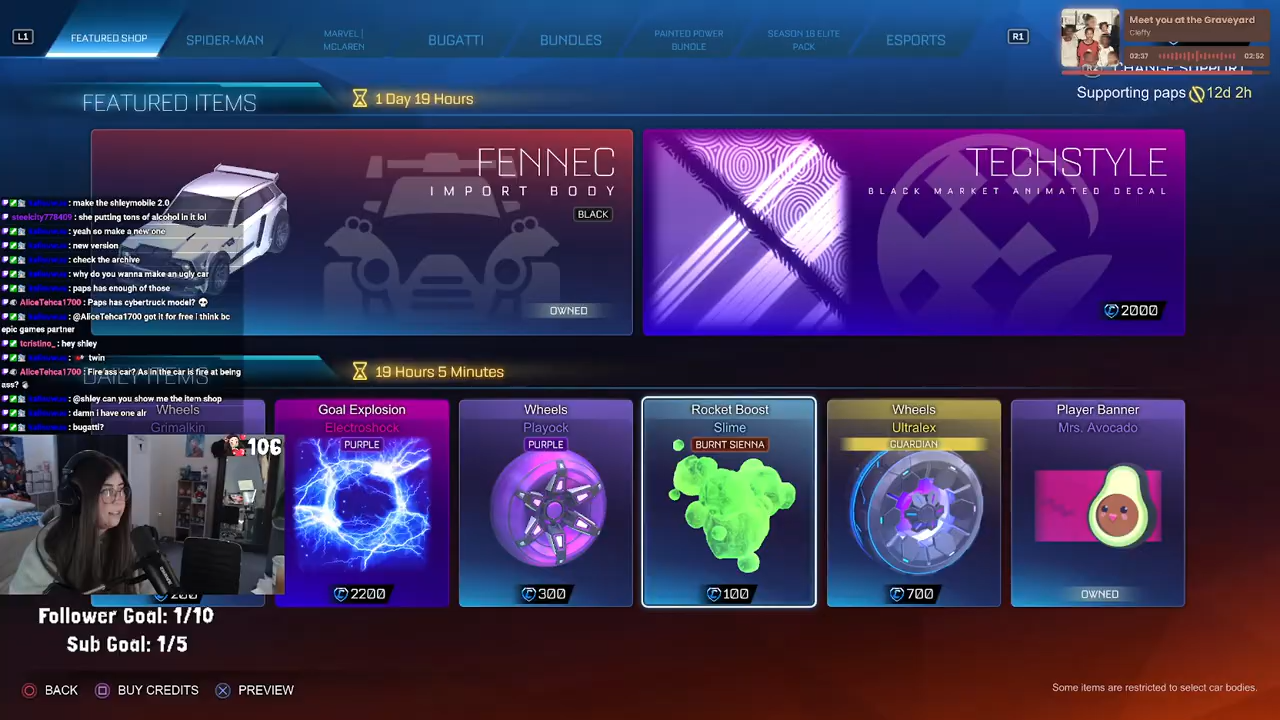 L1
FEATURED SHOP
SPIDER-MAN
MARVEL |
MCLAREN
BUGATTI
BUNDLES
PAINTED POWER
BUNDLE
SEASON 18 ELITE
PACK
ESPORTS
R1
Meet you at the Graveyard
Cleffy
02:37
02:52
CHANGE SUPPORT
Supporting paps 12d 2h
FEATURED ITEMS
1 Day 19 Hours
FENNEC
IMPORT BODY
BLACK
OWNED
TECHSTYLE
BLACK MARKET ANIMATED DECAL
2000
: make the shleymobile 2.0
steelcity778409 : she putting tons of alcohol in it lol
: yeah so make a new one
: new version
: check the archive
: why do you wanna make an ugly car
: paps has enough of those
AliceTehca1700 : Paps has cybertruck model?
: @AliceTehca1700 got it for free i think bc
epic games partner
tcristino_ : hey shley
: twin
AliceTehca1700 : Fire ass car? As in the car is fire at being
ass?
: @shley can you show me the item shop
: damn i have one alr
: bugatti?
DAILY ITEMS
19 Hours 5 Minutes
Wheels
Grimalkin
200
Goal Explosion
Electroshock
PURPLE
2200
Wheels
Playock
PURPLE
300
Rocket Boost
Slime
BURNT SIENNA
100
Wheels
Ultralex
GUARDIAN
700
Player Banner
Mrs. Avocado
OWNED
106
Follower Goal: 1/10
Sub Goal: 1/5
BACK
BUY CREDITS
PREVIEW
Some items are restricted to select car bodies.